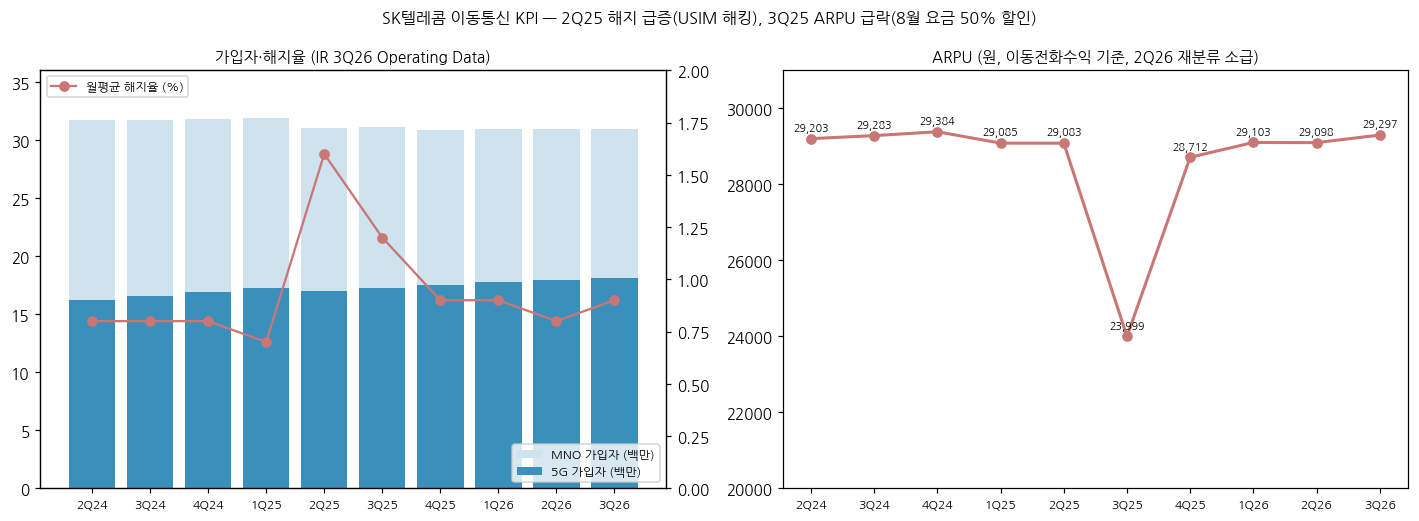 SK텔레콤 이동통신 KPI — 2Q25 해지 급증(USIM 해킹), 3Q25 ARPU 급락(8월 요금 50% 할인)
가입자·해지율 (IR 3Q26 Operating Data)
월평균 해지율 (%)
35
30
25
20
15
10
5
0
2.00
1.75
1.50
1.25
1.00
0.75
0.50
0.25
0.00
MNO 가입자 (백만)
5G 가입자 (백만)
2Q24 3Q24 4Q24 1Q25 2Q25 3Q25 4Q25 1Q26 2Q26 3Q26
ARPU (원, 이동전화수익 기준, 2Q26 재분류 소급)
30000
28000
26000
24000
22000
20000
29,203 29,283 29,384 29,085 29,083 23,999 28,712 29,103 29,098 29,297
2Q24 3Q24 4Q24 1Q25 2Q25 3Q25 4Q25 1Q26 2Q26 3Q26